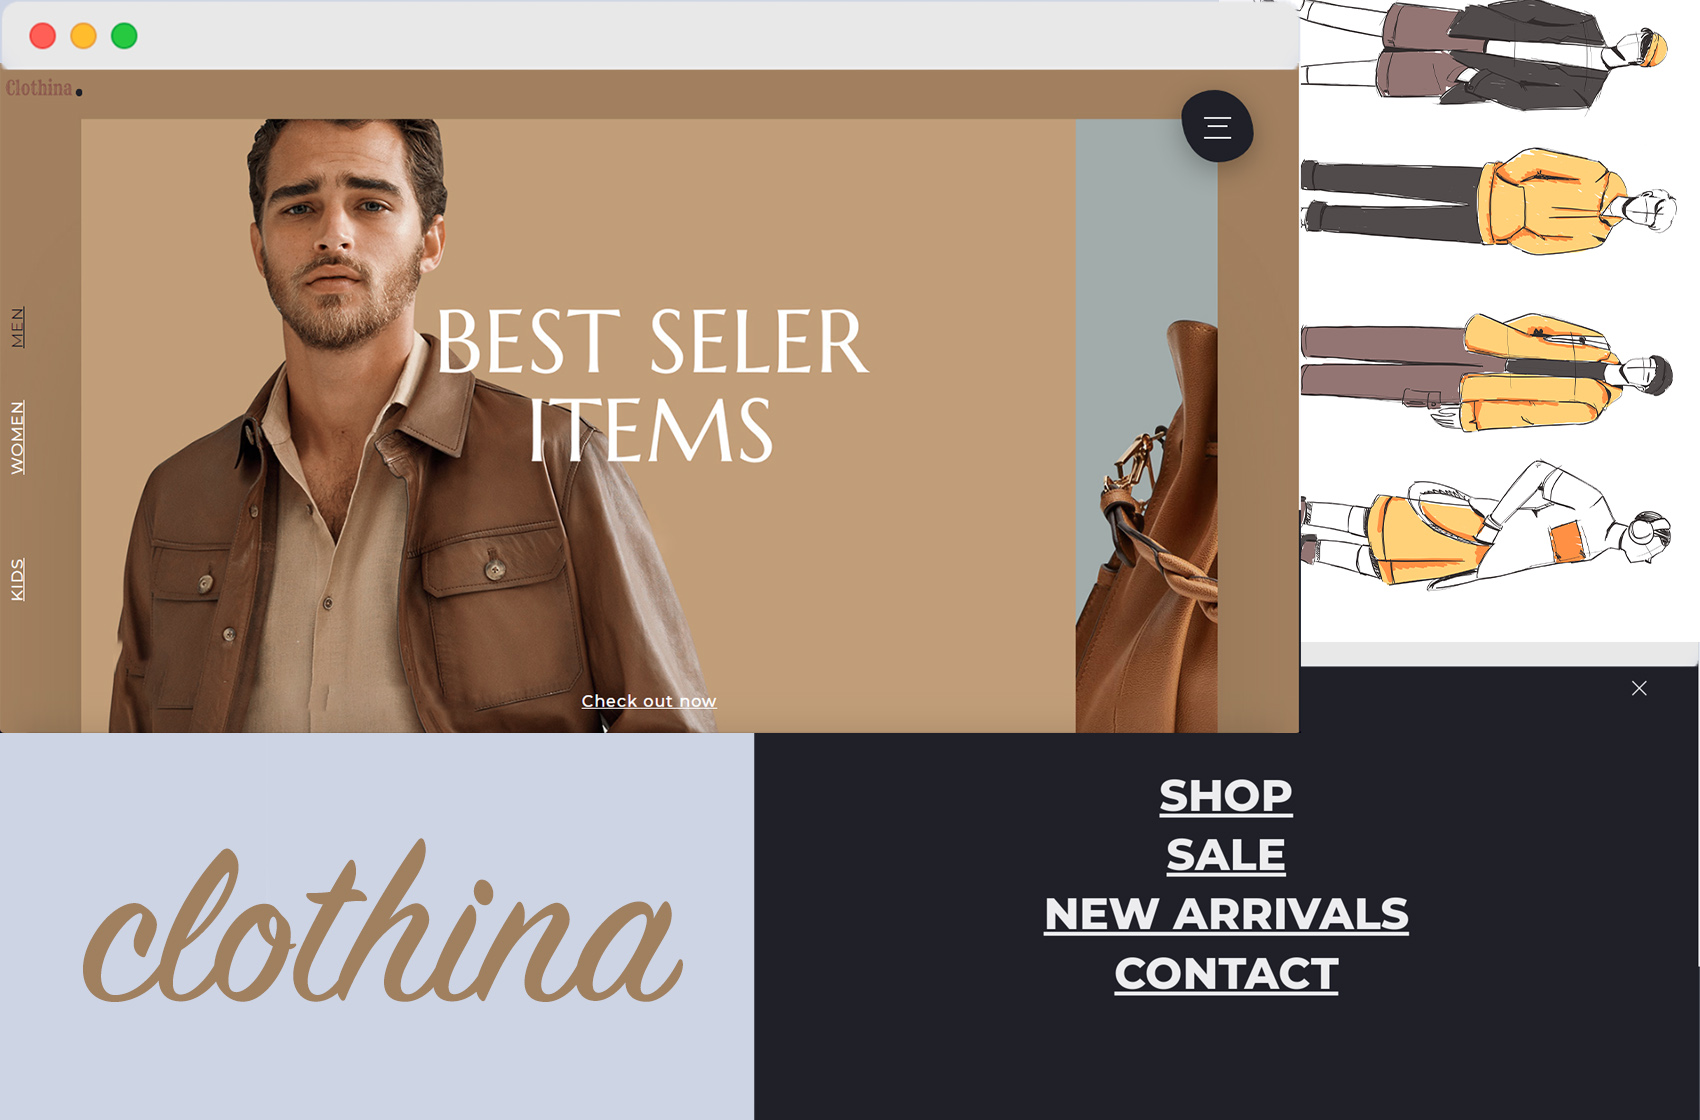 Clothina.
MEN
WOMEN
KIDS
BEST SELER
ITEMS
Check out now
clothina
SHOP
SALE
NEW ARRIVALS
CONTACT